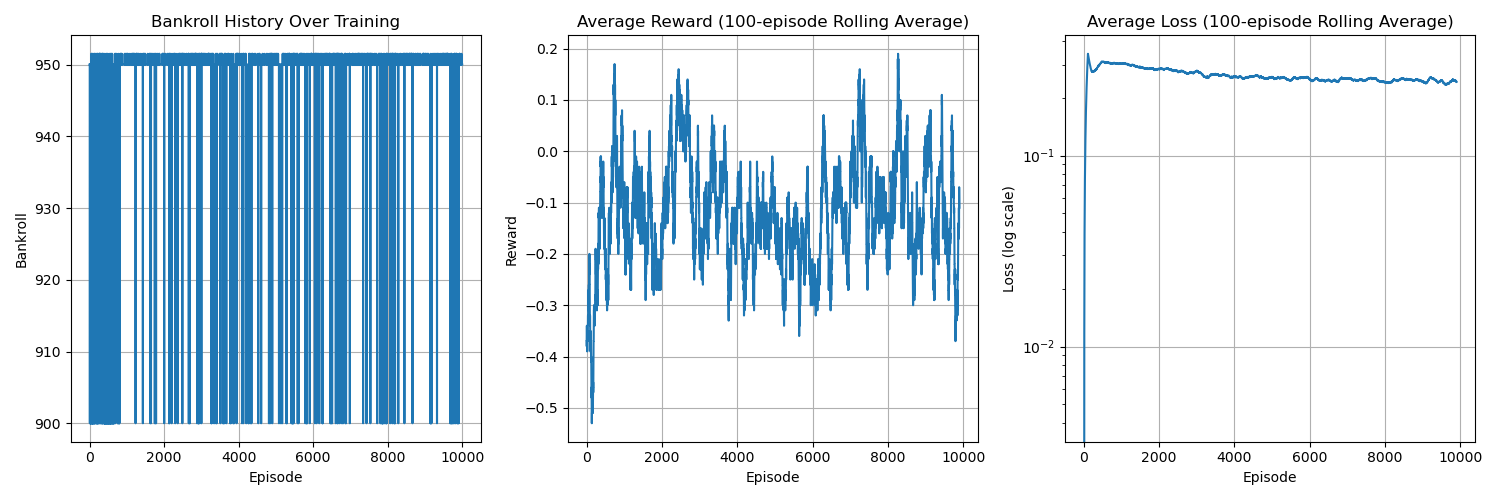 Bankroll History Over Training
Bankroll
950
940
930
920
910
900
0 2000 4000 6000 8000 10000
Episode
Average Reward (100-episode Rolling Average)
Reward
0.2
0.1
0.0
−0.1
−0.2
−0.3
−0.4
−0.5
0 2000 4000 6000 8000 10000
Episode
Average Loss (100-episode Rolling Average)
Loss (log scale)
10⁻¹
10⁻²
0 2000 4000 6000 8000 10000
Episode